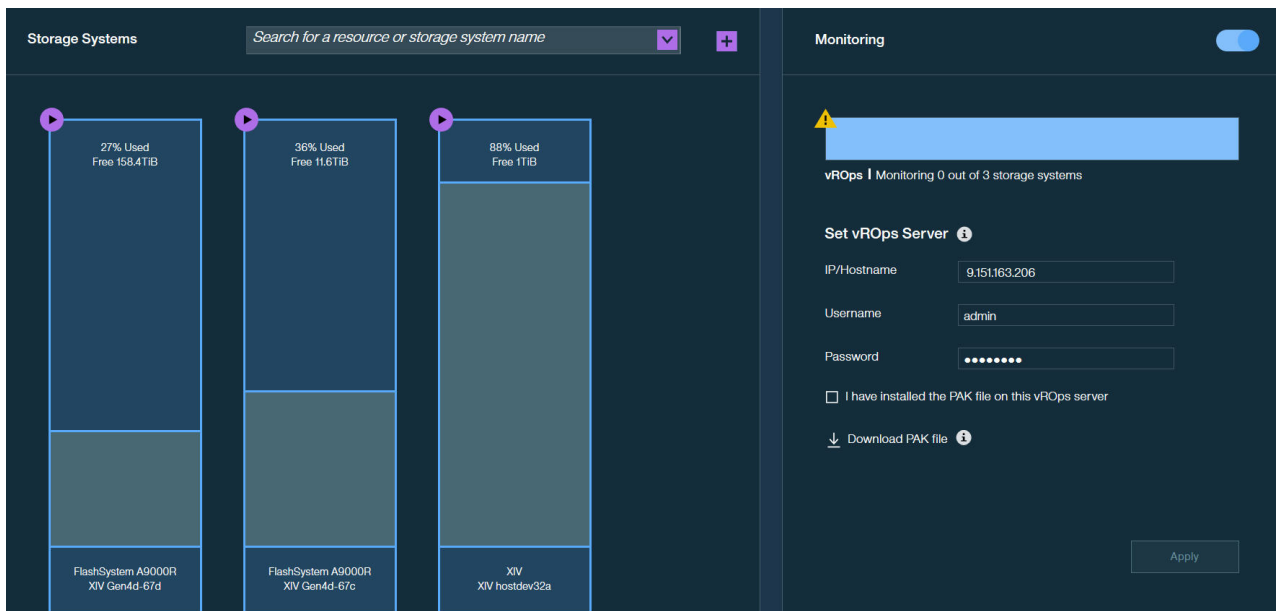 Storage Systems
Search for a resource or storage system name
27% Used
Free 158.4TiB
36% Used
Free 11.6TiB
88% Used
Free 1TiB
FlashSystem A9000R
XIV Gen4d-67d
FlashSystem A9000R
XIV Gen4d-67c
XIV
XIV hostdev32a
Monitoring
vROps | Monitoring 0 out of 3 storage systems
Set vROps Server
IP/Hostname
9.151.163.206
Username
admin
Password
••••••••
I have installed the PAK file on this vROps server
Download PAK file
Apply